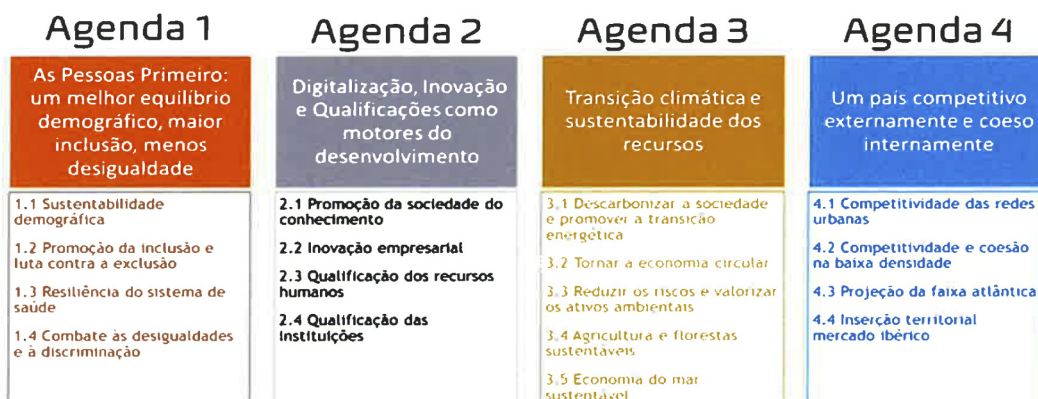 Agenda 1
As Pessoas Primeiro:
um melhor equilíbrio
demográfico, maior
inclusão, menos
desigualdade
1.1 Sustentabilidade
demográfica
1.2 Promoção da inclusão e
luta contra a exclusão
1.3 Resiliência do sistema de
saúde
1.4 Combate às desigualdades
e à discriminação
Agenda 2
Digitalização, Inovação
e Qualificações como
motores do
desenvolvimento
2.1 Promoção da sociedade do
conhecimento
2.2 Inovação empresarial
2.3 Qualificação dos recursos
humanos
2.4 Qualificação das
instituições
Agenda 3
Transição climática e
sustentabilidade dos
recursos
3.1 Descarbonizar a sociedade
e promover a transição
energética
3.2 Tornar a economia circular
3.3 Reduzir os riscos e valorizar
os ativos ambientais
3.4 Agricultura e florestas
sustentáveis
3.5 Economia do mar
sustentável
Agenda 4
Um país competitivo
externamente e coeso
internamente
4.1 Competitividade das redes
urbanas
4.2 Competitividade e coesão
na baixa densidade
4.3 Projeção da faixa atlântica
4.4 Inserção territorial
mercado ibérico